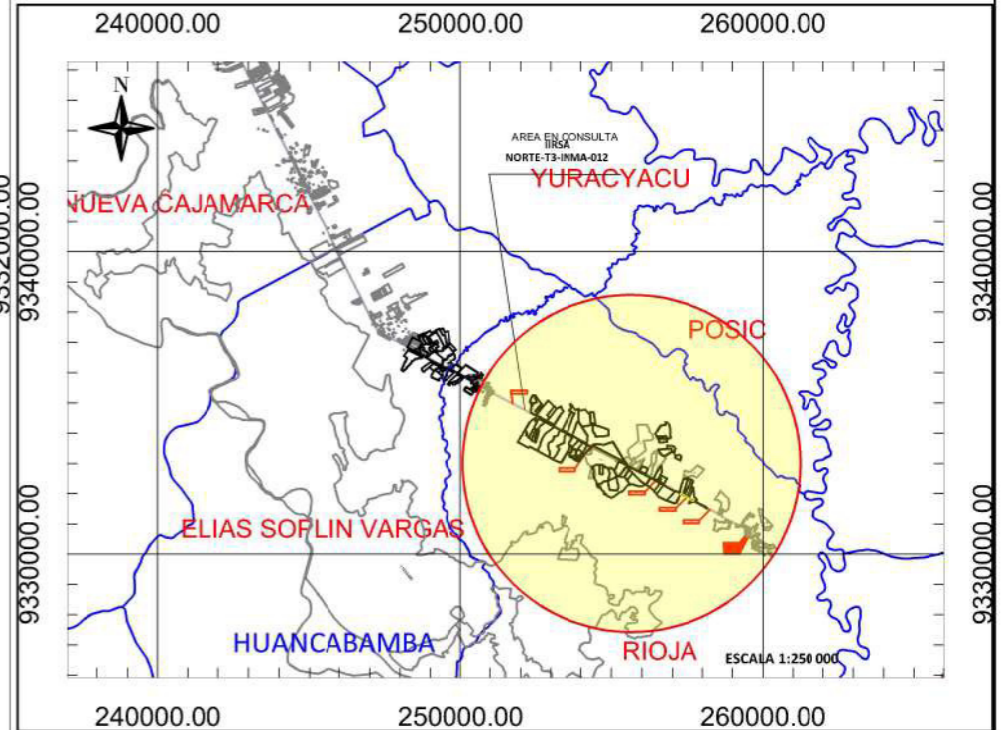 240000.00 250000.00 260000.00
N
AREA EN CONSULTA
IIRSA
NORTE-T3-INMA-012
YURACYACU
NUEVA CAJAMARCA
9332000.00
9340000.00
9340000.00
POSIC
ELIAS SOPLIN VARGAS
9330000.00
9330000.00
HUANCABAMBA
RIOJA
ESCALA 1:250 000
240000.00 250000.00 260000.00